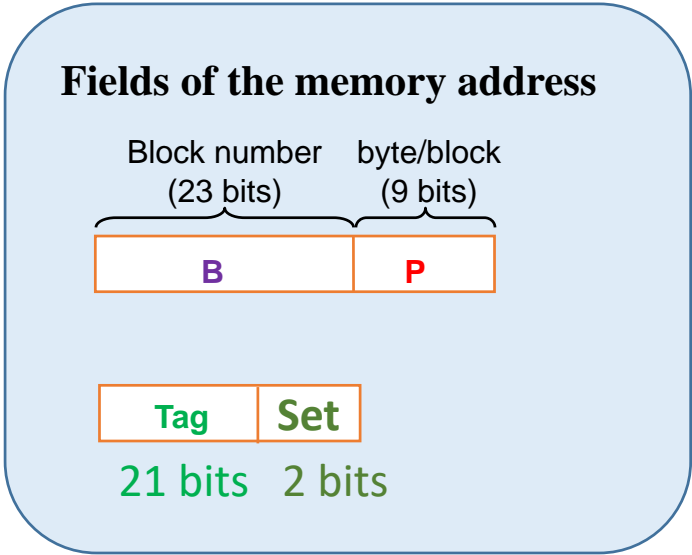 Fields of the memory address
Block number byte/block
(23 bits) (9 bits)
B P
Tag Set
21 bits 2 bits